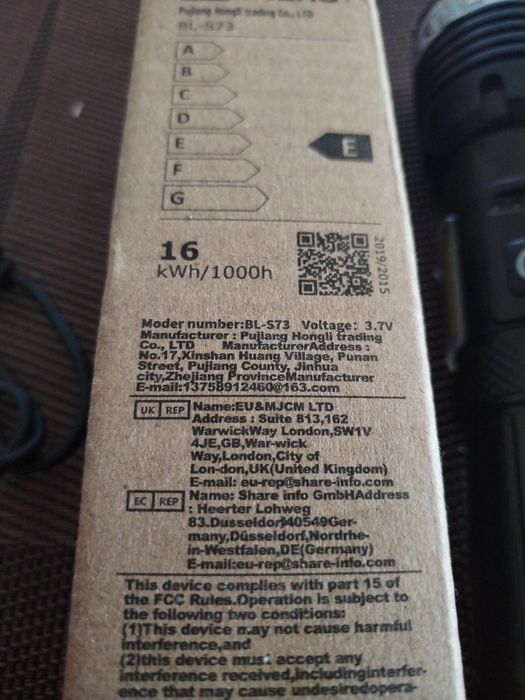 Pujiang Hongli trading Co., LTD
BL-S73
A
B
C
D
E
E
F
G
16
kWh/1000h
2019/2015
Moder number:BL-S73 Voltage: 3.7V
Manufacturer : Pujiang Hongli trading
Co., LTD ManufacturerAddress :
No.17,Xinshan Huang Village, Punan
Street, Pujiang County, Jinhua
city,Zhejiang ProvinceManufacturer
E-mail:13758912460@163.com
UK REP Name:EU&MJCM LTD
Address : Suite 813,162
WarwickWay London,SW1V
4JE,GB,War-wick
Way,London,City of
Lon-don,UK(United Kingdom)
E-mail: eu-rep@share-info.com
EC REP Name: Share info GmbHAddress
: Heerter Lohweg
83.Dusseldorf40549Ger-
many,Düsseldorf,Nordrhe-
in-Westfalen,DE(Germany)
E-mail:eu-rep@share-info.com
This device complies with part 15 of
the FCC Rules.Operation is subject to
the following two conditions:
(1)This device may not cause harmful
interference,and
(2)this device must accept any
interference received,includinginterfer-
ence that may cause undesiredopera-